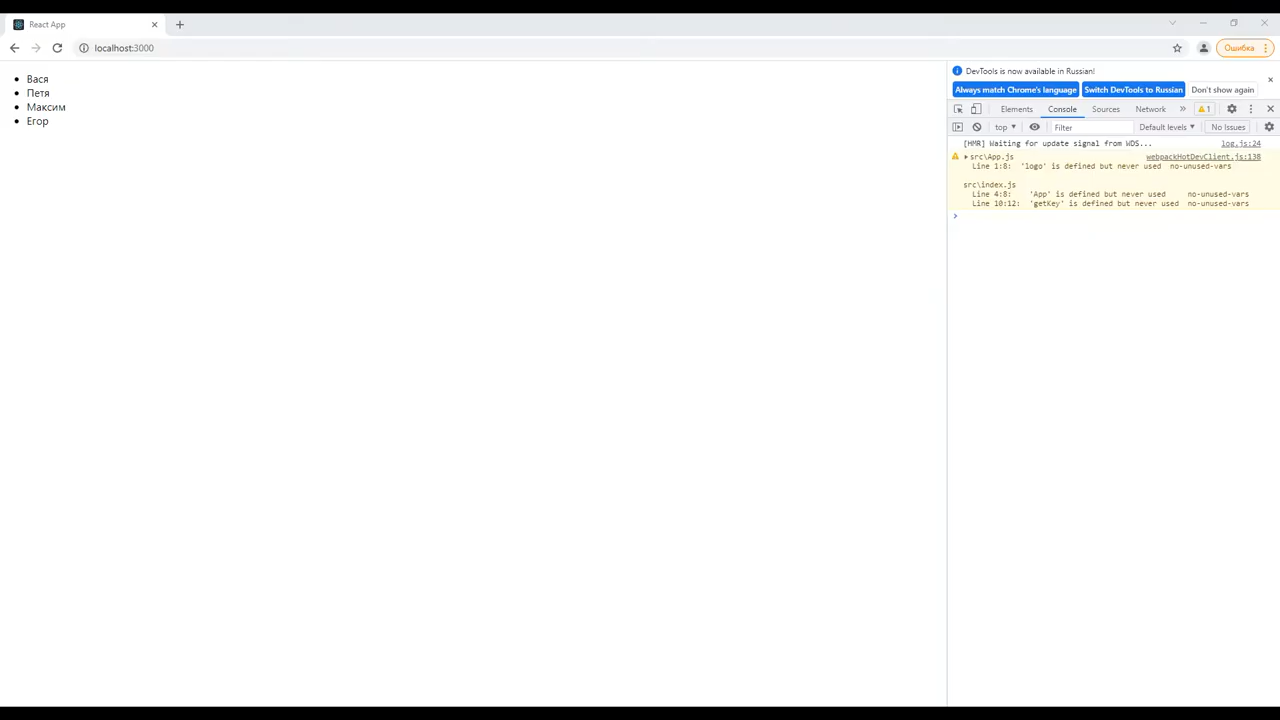 React App
localhost:3000
Ошибка
Вася
Петя
Максим
Егор
DevTools is now available in Russian!
Always match Chrome's language Switch DevTools to Russian Don't show again
Elements Console Sources Network » 1
top Filter Default levels No Issues
[HMR] Waiting for update signal from WDS... log.js:24
src\App.js webpackHotDevClient.js:138
Line 1:8: 'logo' is defined but never used no-unused-vars
src\index.js
Line 4:8: 'App' is defined but never used no-unused-vars
Line 10:12: 'getKey' is defined but never used no-unused-vars